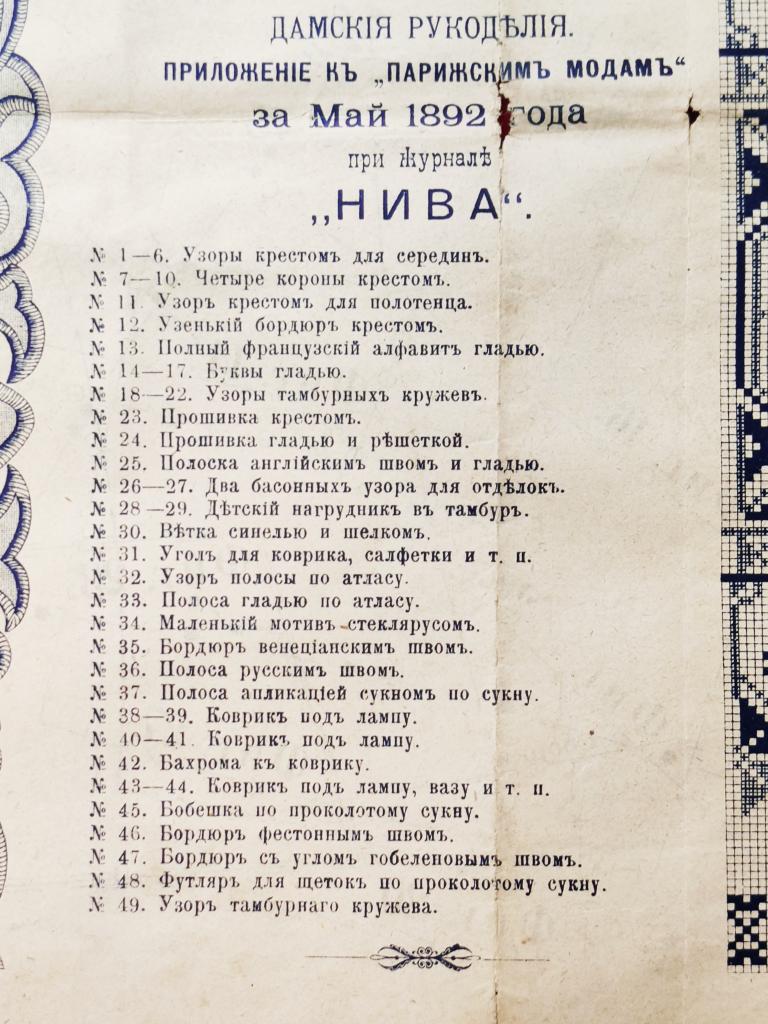 ДАМСКІЯ РУКОДѢЛІЯ.
ПРИЛОЖЕНІЕ КЪ „ПАРИЖСКИМЪ МОДАМЪ“
за Май 1892 года
при журналѣ
„НИВА“.
№ 1—6. Узоры крестомъ для серединъ.
№ 7—10. Четыре короны крестомъ.
№ 11. Узоръ крестомъ для полотенца.
№ 12. Узенькій бордюръ крестомъ.
№ 13. Полный французскій алфавитъ гладью.
№ 14—17. Буквы гладью.
№ 18—22. Узоры тамбурныхъ кружевъ.
№ 23. Прошивка крестомъ.
№ 24. Прошивка гладью и рѣшеткой.
№ 25. Полоска англійскимъ швомъ и гладью.
№ 26—27. Два басонныхъ узора для отдѣлокъ.
№ 28—29. Дѣтскій нагрудникъ въ тамбуръ.
№ 30. Вѣтка синелью и шелкомъ.
№ 31. Уголъ для коврика, салфетки и т. п.
№ 32. Узоръ полосы по атласу.
№ 33. Полоса гладью по атласу.
№ 34. Маленькій мотивъ стеклярусомъ.
№ 35. Бордюръ венеціанскимъ швомъ.
№ 36. Полоса русскимъ швомъ.
№ 37. Полоса апликаціей сукномъ по сукну.
№ 38—39. Коврикъ подъ лампу.
№ 40—41. Коврикъ подъ лампу.
№ 42. Бахрома къ коврику.
№ 43—44. Коврикъ подъ лампу, вазу и т. п.
№ 45. Бобешка по проколотому сукну.
№ 46. Бордюръ фестоннымъ швомъ.
№ 47. Бордюръ съ угломъ гобеленовымъ швомъ.
№ 48. Футляръ для щетокъ по проколотому сукну.
№ 49. Узоръ тамбурнаго кружева.